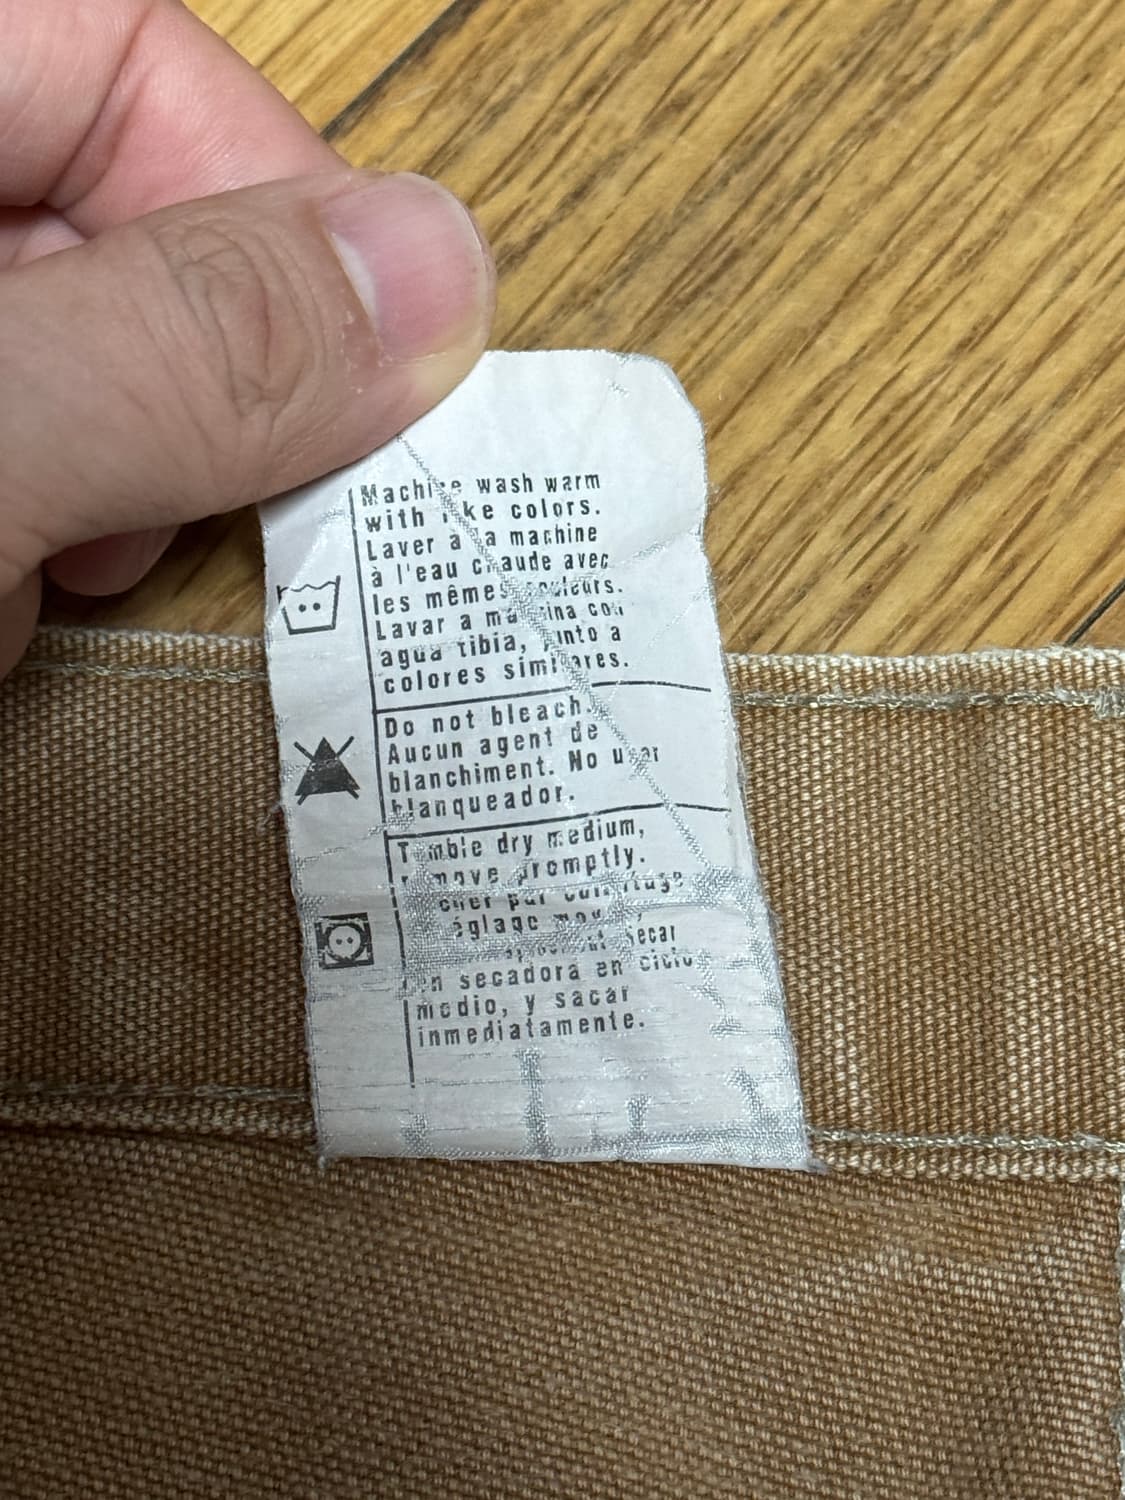 Machine wash warm
with like colors.
Laver à la machine
à l'eau chaude avec
les mêmes couleurs.
Lavar a maquina con
agua tibia, junto a
colores similares.
Do not bleach.
Aucun agent de
blanchiment. No usar
blanqueador.
Tumble dry medium,
remove promptly.
réglage
Secar
en secadora en ciclo
medio, y sacar
inmediatamente.